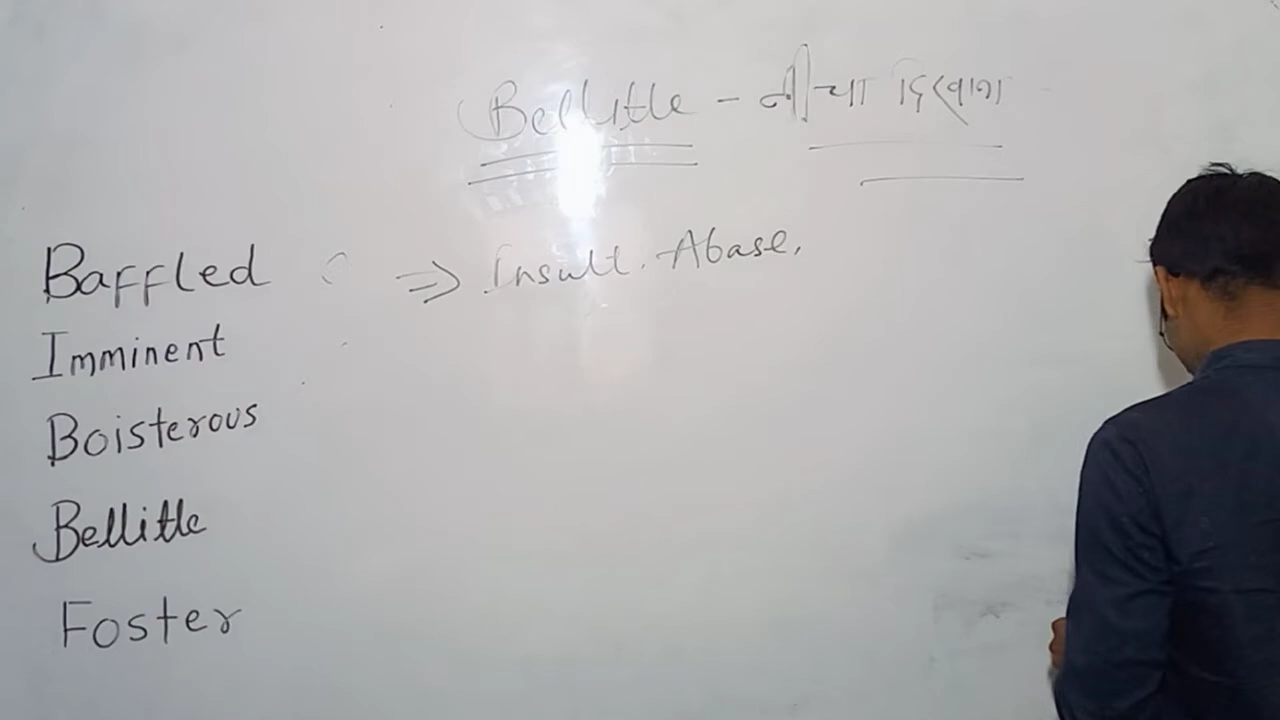 Bellitle - नीचा दिखाना
Baffled
⇒ Insult. Abase.
Imminent
Boisterous
Bellitle
Foster